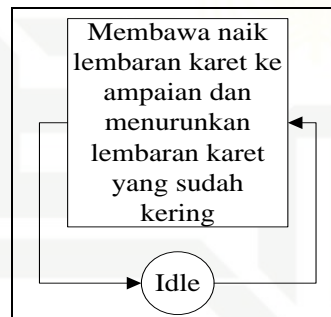 Membawa naik
lembaran karet ke
ampaian dan
menurunkan
lembaran karet
yang sudah
kering
Idle